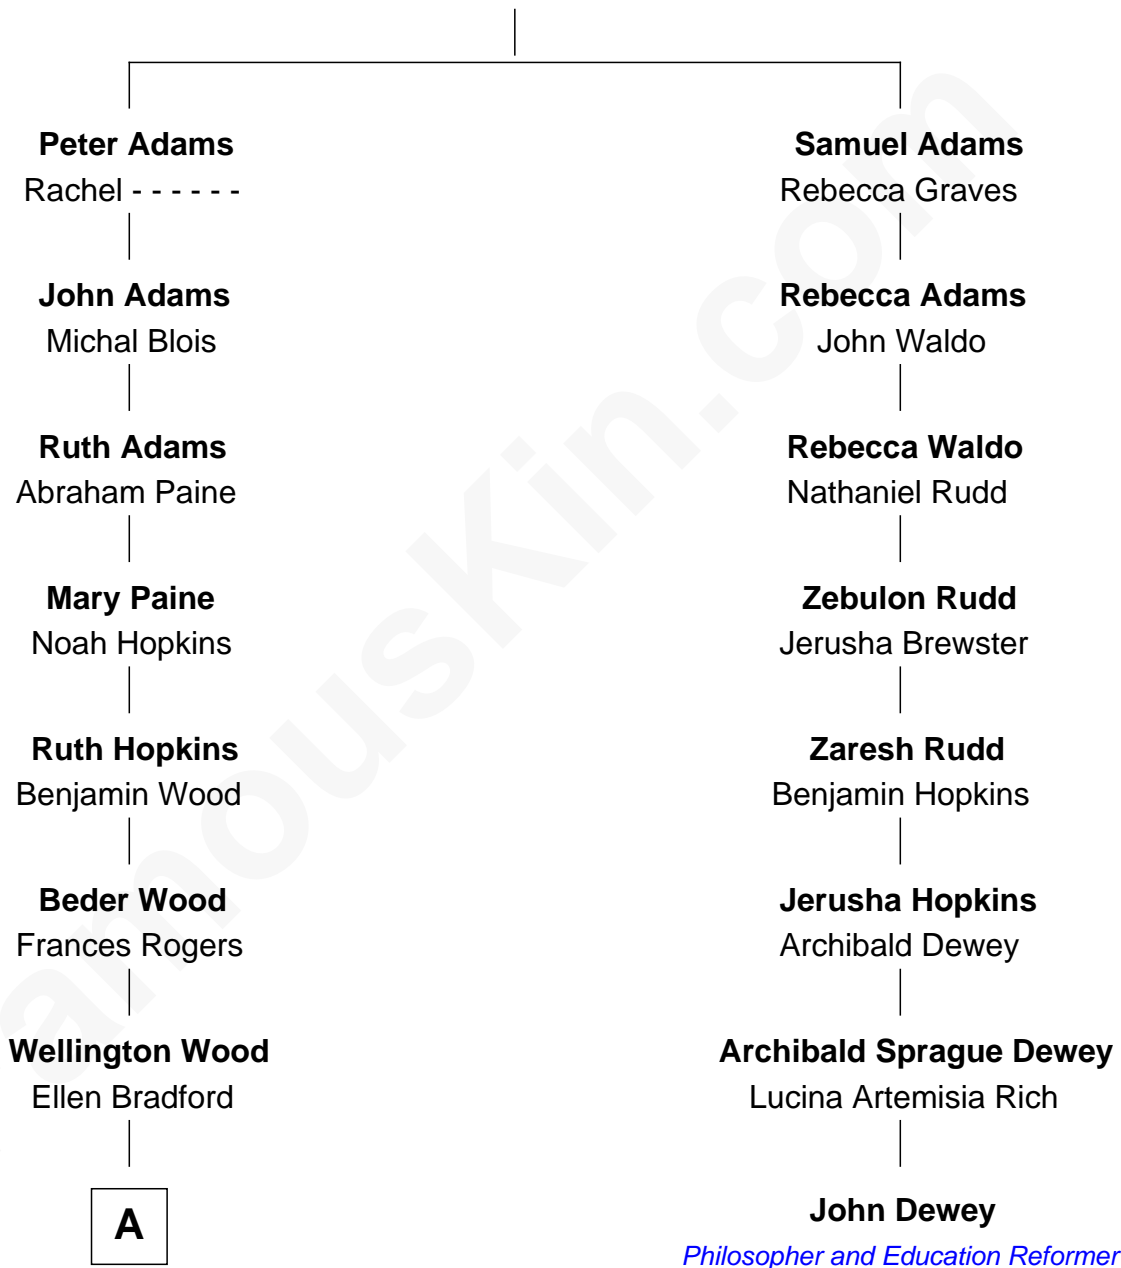 Peter Adams
Rachel - - - - - -
John Adams
Michal Blois
Ruth Adams
Abraham Paine
Mary Paine
Noah Hopkins
Ruth Hopkins
Benjamin Wood
Beder Wood
Frances Rogers
Wellington Wood
Ellen Bradford
A
Samuel Adams
Rebecca Graves
Rebecca Adams
John Waldo
Rebecca Waldo
Nathaniel Rudd
Zebulon Rudd
Jerusha Brewster
Zaresh Rudd
Benjamin Hopkins
Jerusha Hopkins
Archibald Dewey
Archibald Sprague Dewey
Lucina Artemisia Rich
John Dewey
Philosopher and Education Reformer
amousKin.com